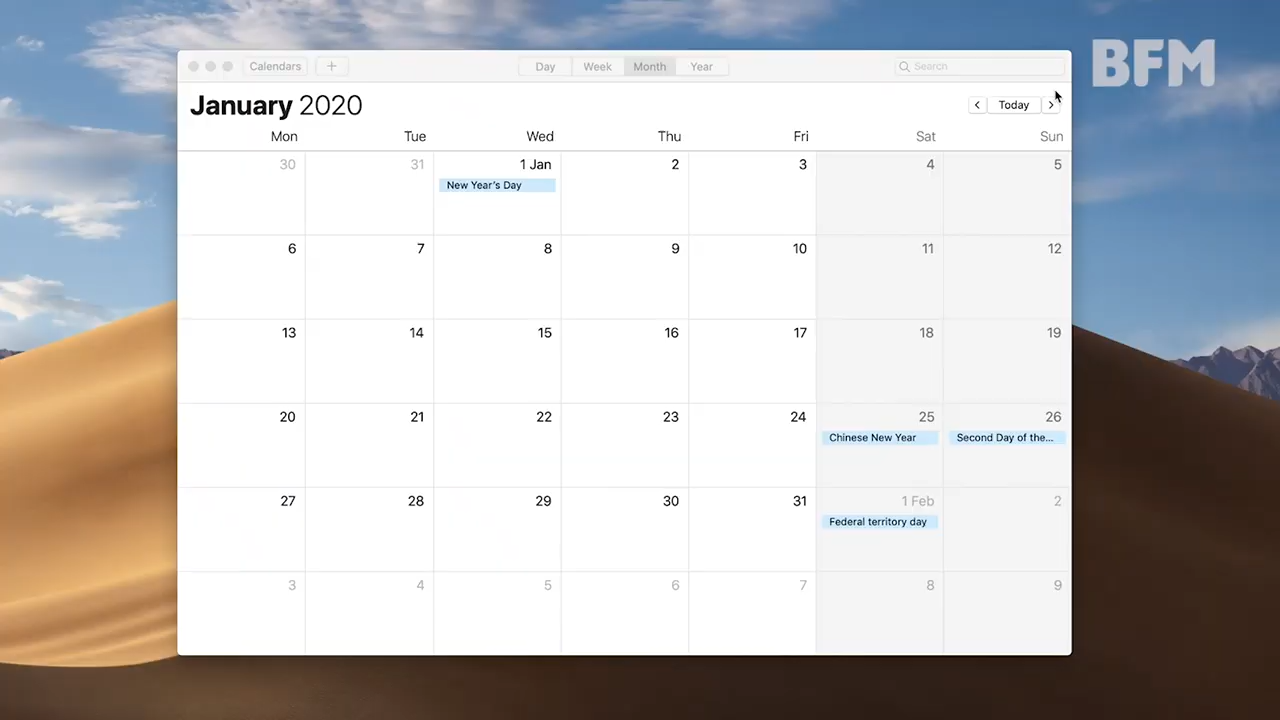 BFM
Calendars + Day Week Month Year Search
January 2020
< Today >
Mon Tue Wed Thu Fri Sat Sun
30 31 1 Jan 2 3 4 5
New Year's Day
6 7 8 9 10 11 12
13 14 15 16 17 18 19
20 21 22 23 24 25 26
Chinese New Year Second Day of the...
27 28 29 30 31 1 Feb 2
Federal territory day
3 4 5 6 7 8 9